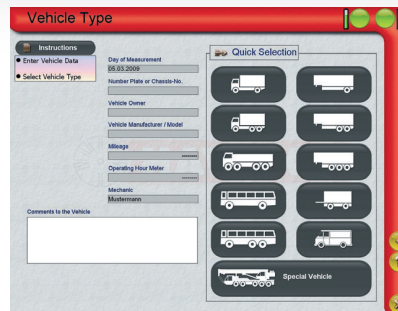 Vehicle Type
Instructions
• Enter Vehicle Data
• Select Vehicle Type
Day of Measurement
05.03.2009
Number Plate or Chassis-No.
Vehicle Owner
Vehicle Manufacturer / Model
Mileage
--------
Operating Hour Meter
--------
Mechanic
Mustermann
Comments to the Vehicle
Quick Selection
Special Vehicle